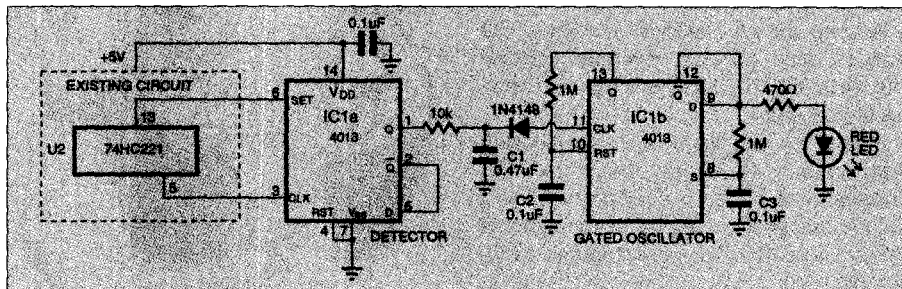 0.1uF
+5V
EXISTING CIRCUIT
U2
13
74HC221
5
6
SET
14
VDD
IC1a
4013
3
CLK
RST
4
VSS
7
Q
1
Q
2
D
5
DETECTOR
10k
C1
0.47uF
1N4148
1M
C2
0.1uF
13
Q
12
Q
IC1b
4013
11
CLK
10
RST
D
9
S
8
GATED OSCILLATOR
1M
C3
0.1uF
470Ω
RED
LED